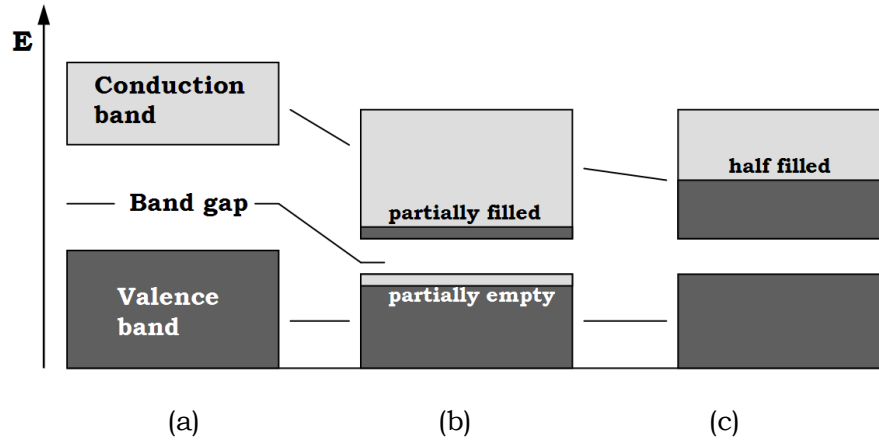 E
Conduction
band
half filled
Band gap
partially filled
partially empty
Valence
band
(a)
(b)
(c)